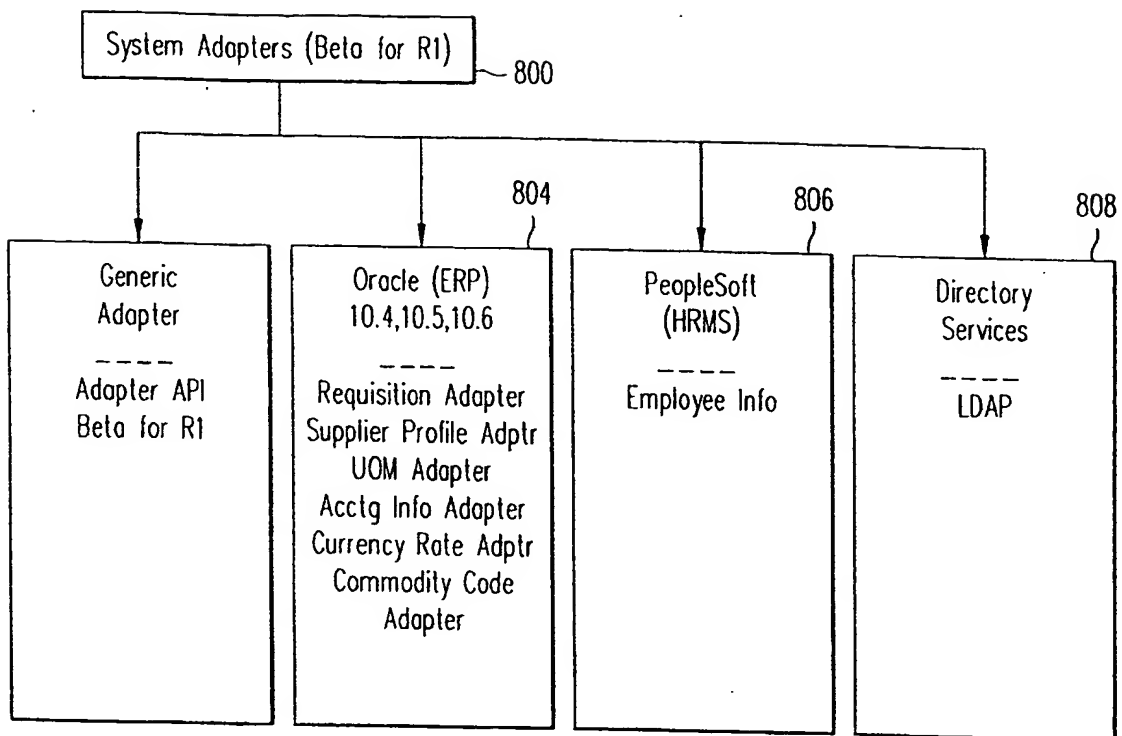 System Adapters (Beta for R1)
800
804
806
808
Generic
Adapter
Adapter API
Beta for R1
Oracle (ERP)
10.4,10.5,10.6
Requisition Adapter
Supplier Profile Adptr
UOM Adapter
Acctg Info Adapter
Currency Rate Adptr
Commodity Code
Adapter
PeopleSoft
(HRMS)
Employee Info
Directory
Services
LDAP